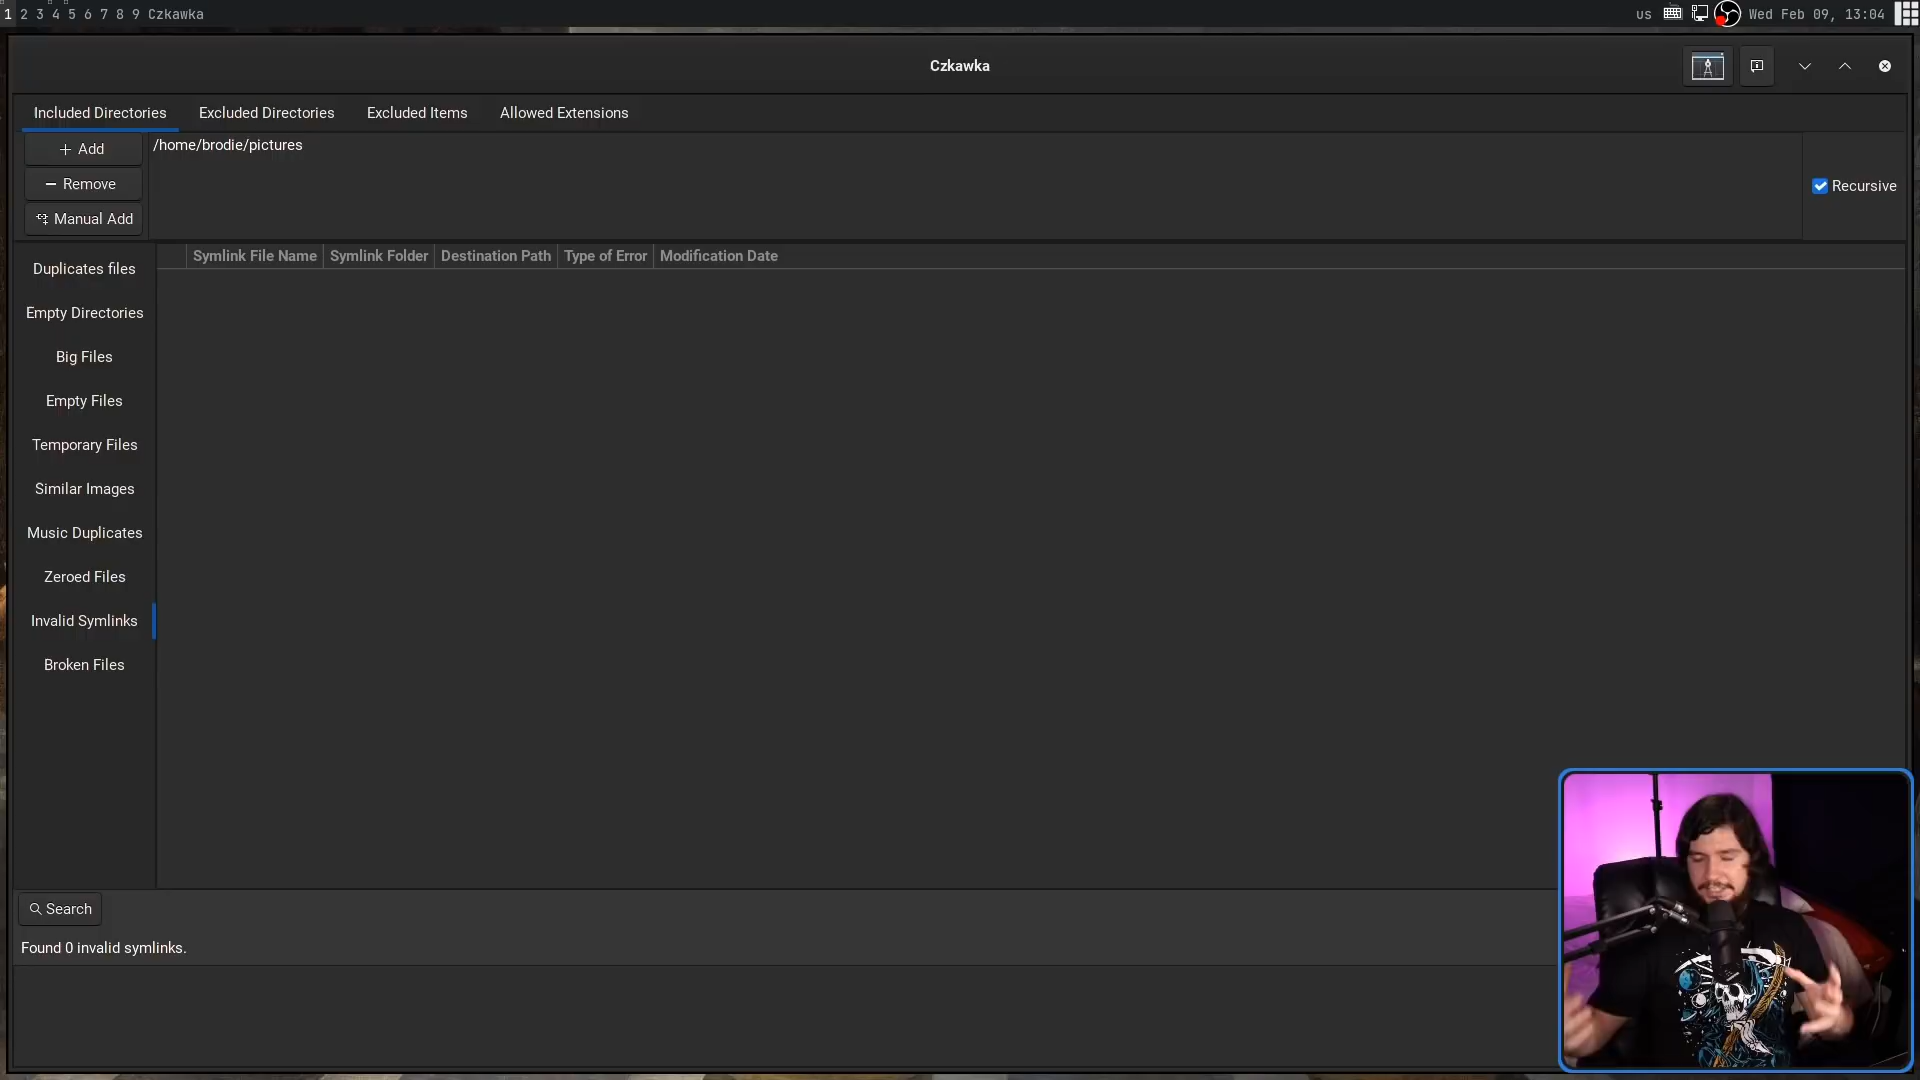 1 2 3 4 5 6 7 8 9 Czkawka
us
Wed Feb 09, 13:04
Czkawka
Included Directories
Excluded Directories
Excluded Items
Allowed Extensions
Add
/home/brodie/pictures
Remove
Recursive
Manual Add
Symlink File Name
Symlink Folder
Destination Path
Type of Error
Modification Date
Duplicates files
Empty Directories
Big Files
Empty Files
Temporary Files
Similar Images
Music Duplicates
Zeroed Files
Invalid Symlinks
Broken Files
Search
Found 0 invalid symlinks.